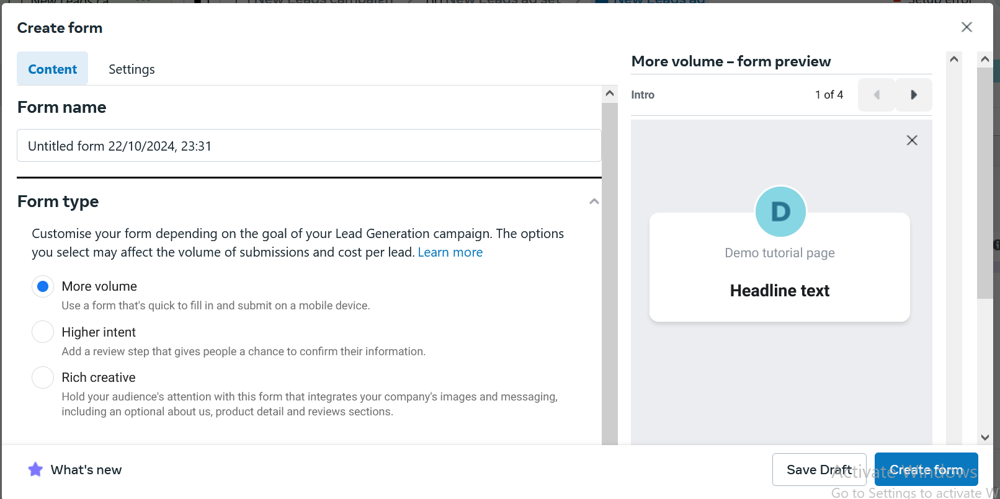 New Leads ad
Setup error
Create form
Content
Settings
Form name
Untitled form 22/10/2024, 23:31
Form type
Customise your form depending on the goal of your Lead Generation campaign. The options
you select may affect the volume of submissions and cost per lead. Learn more
More volume
Use a form that's quick to fill in and submit on a mobile device.
Higher intent
Add a review step that gives people a chance to confirm their information.
Rich creative
Hold your audience's attention with this form that integrates your company's images and messaging,
including an optional about us, product detail and reviews sections.
More volume – form preview
Intro
1 of 4
D
Demo tutorial page
Headline text
What's new
Save Draft
Create form
Activate Windows
Go to Settings to activate W